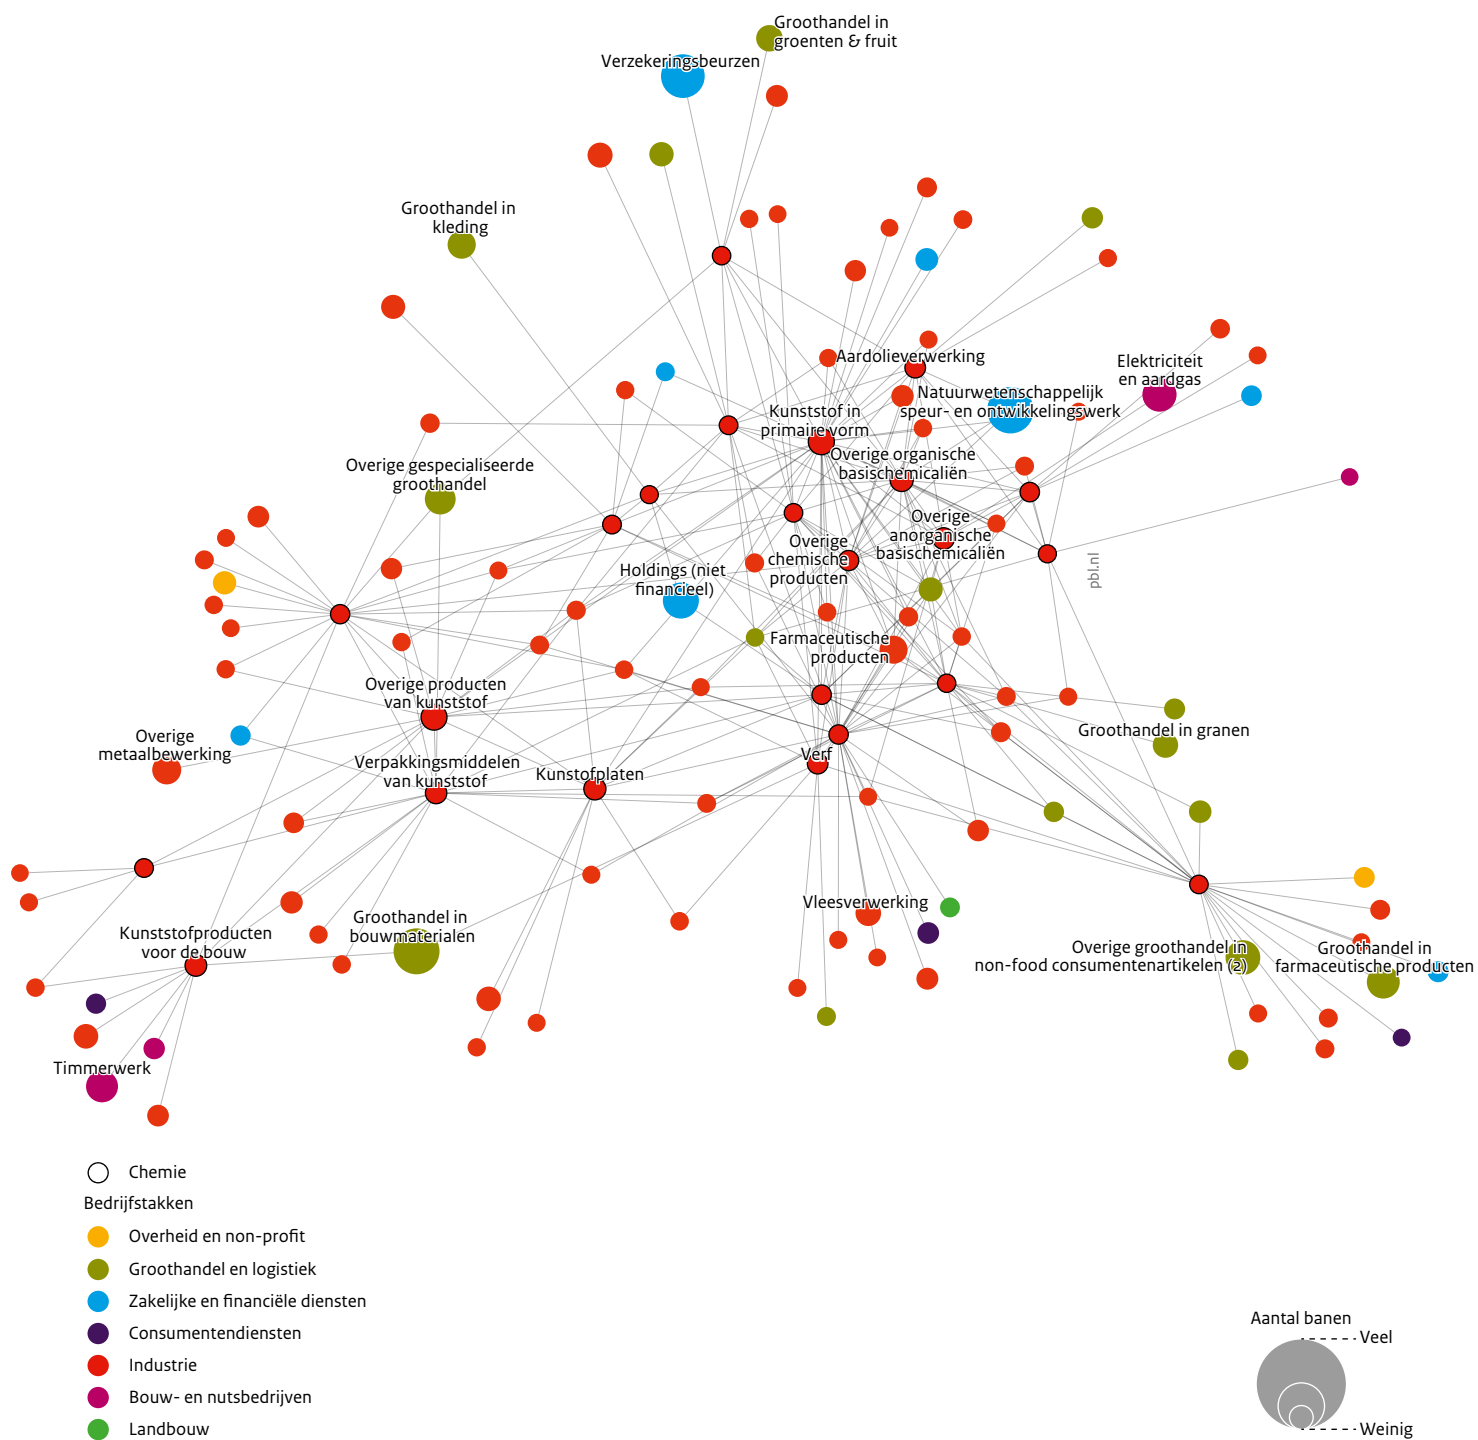 Groothandel in
groenten & fruit
Verzekeringsbeurzen
Groothandel in
kleding
Aardolieverwerking
Elektriciteit
en aardgas
Natuurwetenschappelijk
speur- en ontwikkelingswerk
Kunststof in
primaire vorm
Overige organische
basischemicaliën
Overige gespecialiseerde
groothandel
Overige
anorganische
basischemicaliën
Overige
chemische
producten
pbl.nl
Holdings (niet
financieel)
Farmaceutische
producten
Overige producten
van kunststof
Groothandel in granen
Overige
metaalbewerking
Verpakkingsmiddelen
van kunststof
Kunstofplaten
Verf
Vleesverwerking
Groothandel in
bouwmaterialen
Kunststofproducten
voor de bouw
Overige groothandel in
non-food consumentenartikelen (2)
Groothandel in
farmaceutische producten
Timmerwerk
Chemie
Bedrijfstakken
Overheid en non-profit
Groothandel en logistiek
Zakelijke en financiële diensten
Consumentendiensten
Industrie
Bouw- en nutsbedrijven
Landbouw
Aantal banen
Veel
Weinig